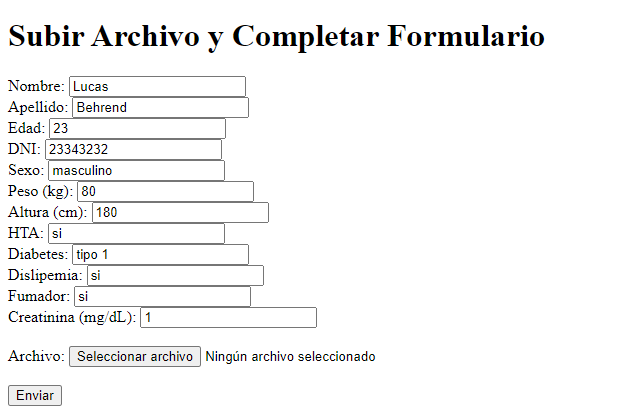 Subir Archivo y Completar Formulario
Nombre: Lucas
Apellido: Behrend
Edad: 23
DNI: 23343232
Sexo: masculino
Peso (kg): 80
Altura (cm): 180
HTA: si
Diabetes: tipo 1
Dislipemia: si
Fumador: si
Creatinina (mg/dL): 1
Archivo: Seleccionar archivo Ningún archivo seleccionado
Enviar